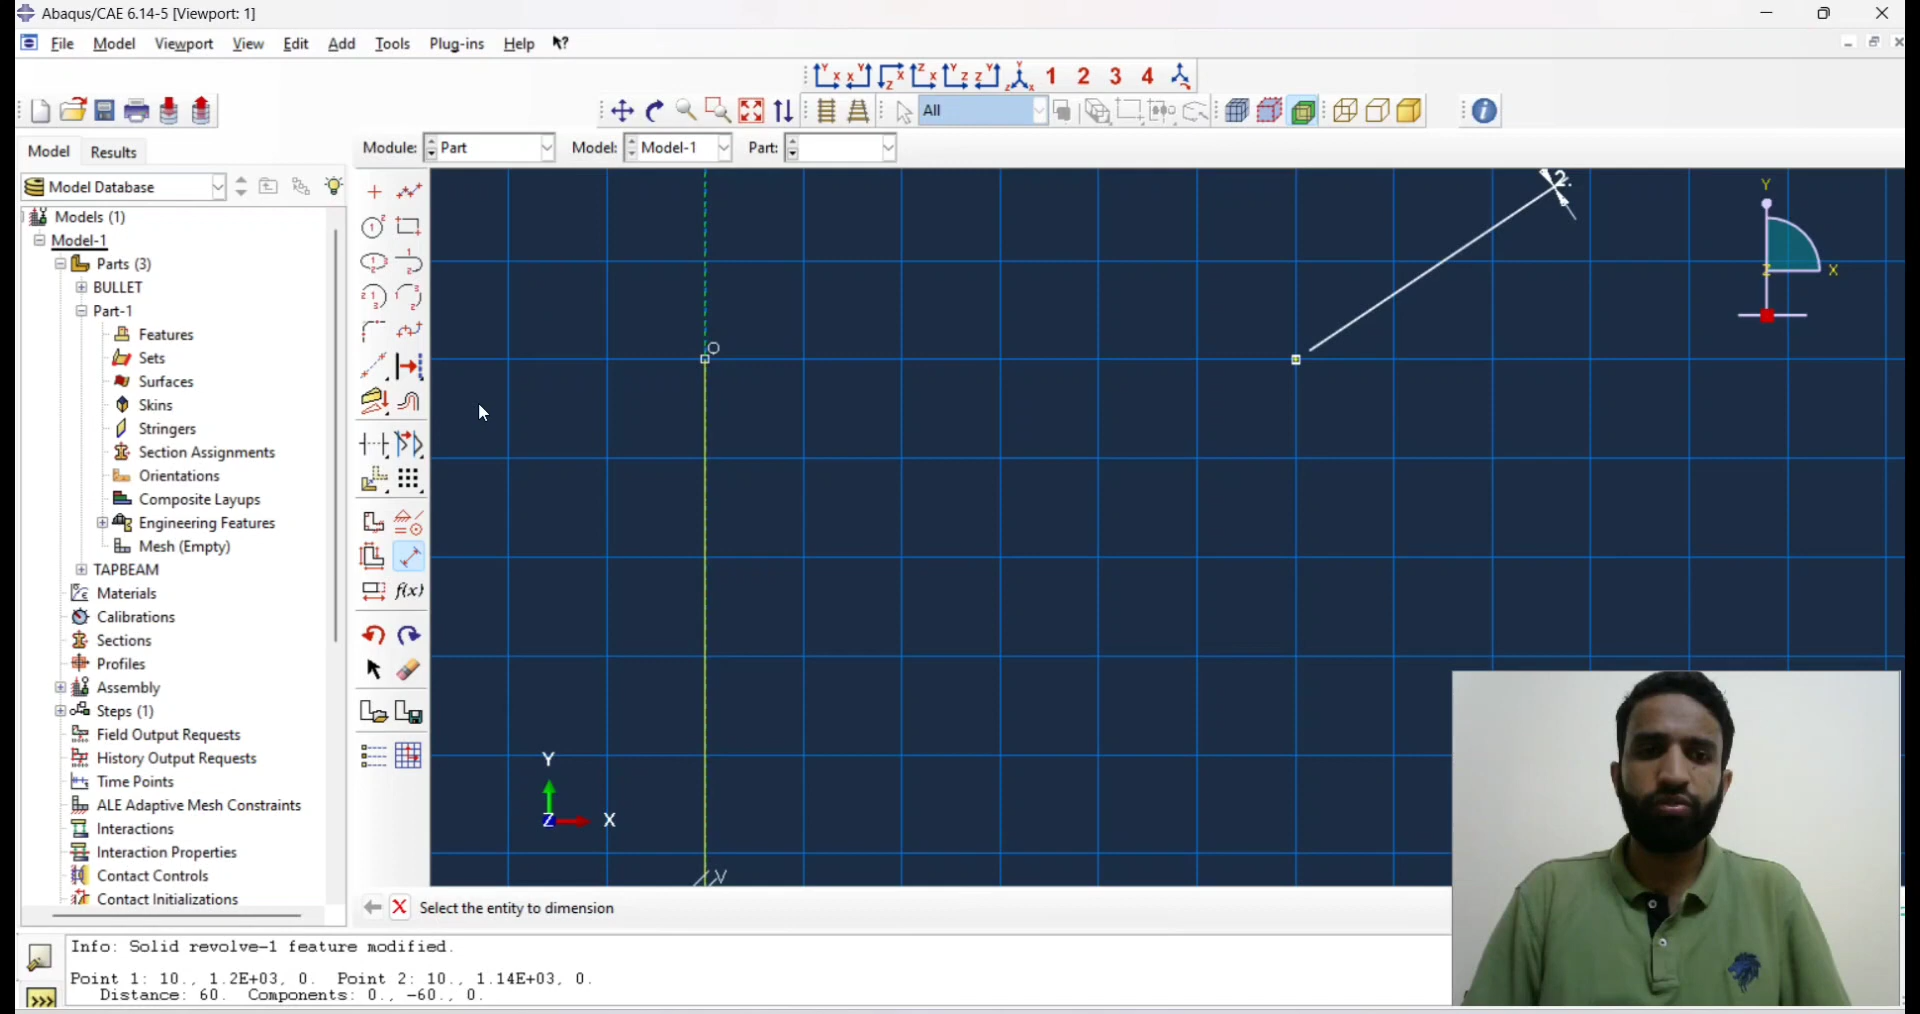 Abaqus/CAE 6.14-5 [Viewport: 1]
File Model Viewport View Edit Add Tools Plug-ins Help
1 2 3 4
All
Model Results
Module: Part Model: Model-1 Part:
Model Database
Models (1)
Model-1
Parts (3)
BULLET
Part-1
Features
Sets
Surfaces
Skins
Stringers
Section Assignments
Orientations
Composite Layups
Engineering Features
Mesh (Empty)
TAPBEAM
Materials
Calibrations
Sections
Profiles
Assembly
Steps (1)
Field Output Requests
History Output Requests
Time Points
ALE Adaptive Mesh Constraints
Interactions
Interaction Properties
Contact Controls
Contact Initializations
f(x)
2.
Y
Z X
Y
Z X
V
Select the entity to dimension
Info: Solid revolve-1 feature modified.
Point 1: 10., 1.2E+03, 0. Point 2: 10., 1.14E+03, 0.
Distance: 60. Components: 0., -60., 0.
>>>